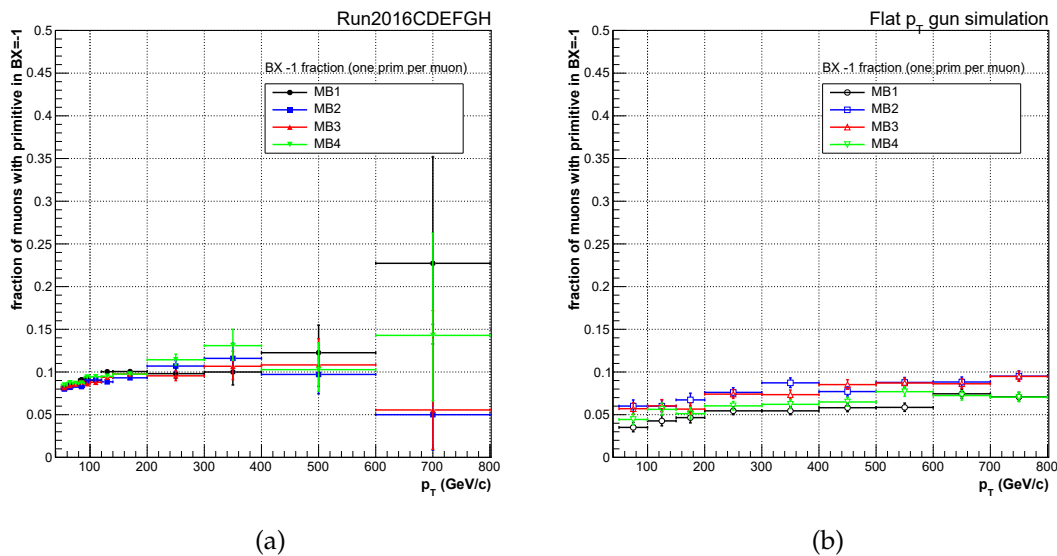 Run2016CDEFGH
fraction of muons with primitive in BX=-1
0.5
0.45
0.4
0.35
0.3
0.25
0.2
0.15
0.1
0.05
0
BX -1 fraction (one prim per muon)
MB1
MB2
MB3
MB4
100 200 300 400 500 600 700 800
p_T (GeV/c)
(a)
Flat p_T gun simulation
fraction of muons with primitive in BX=-1
0.5
0.45
0.4
0.35
0.3
0.25
0.2
0.15
0.1
0.05
0
BX -1 fraction (one prim per muon)
MB1
MB2
MB3
MB4
100 200 300 400 500 600 700 800
p_T (GeV/c)
(b)